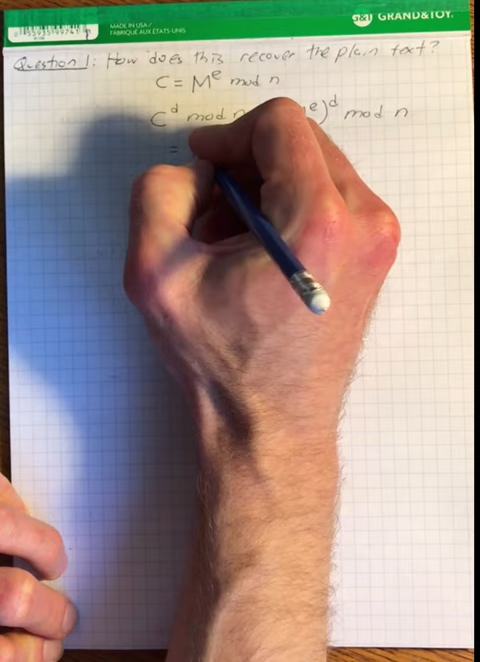 MADE IN USA / GRAND&TOY.
FABRIQUÉ AUX ÉTATS-UNIS
Question 1: How does this recover the plain text?
C = M^e mod n
C^d mod e)^d mod n
=